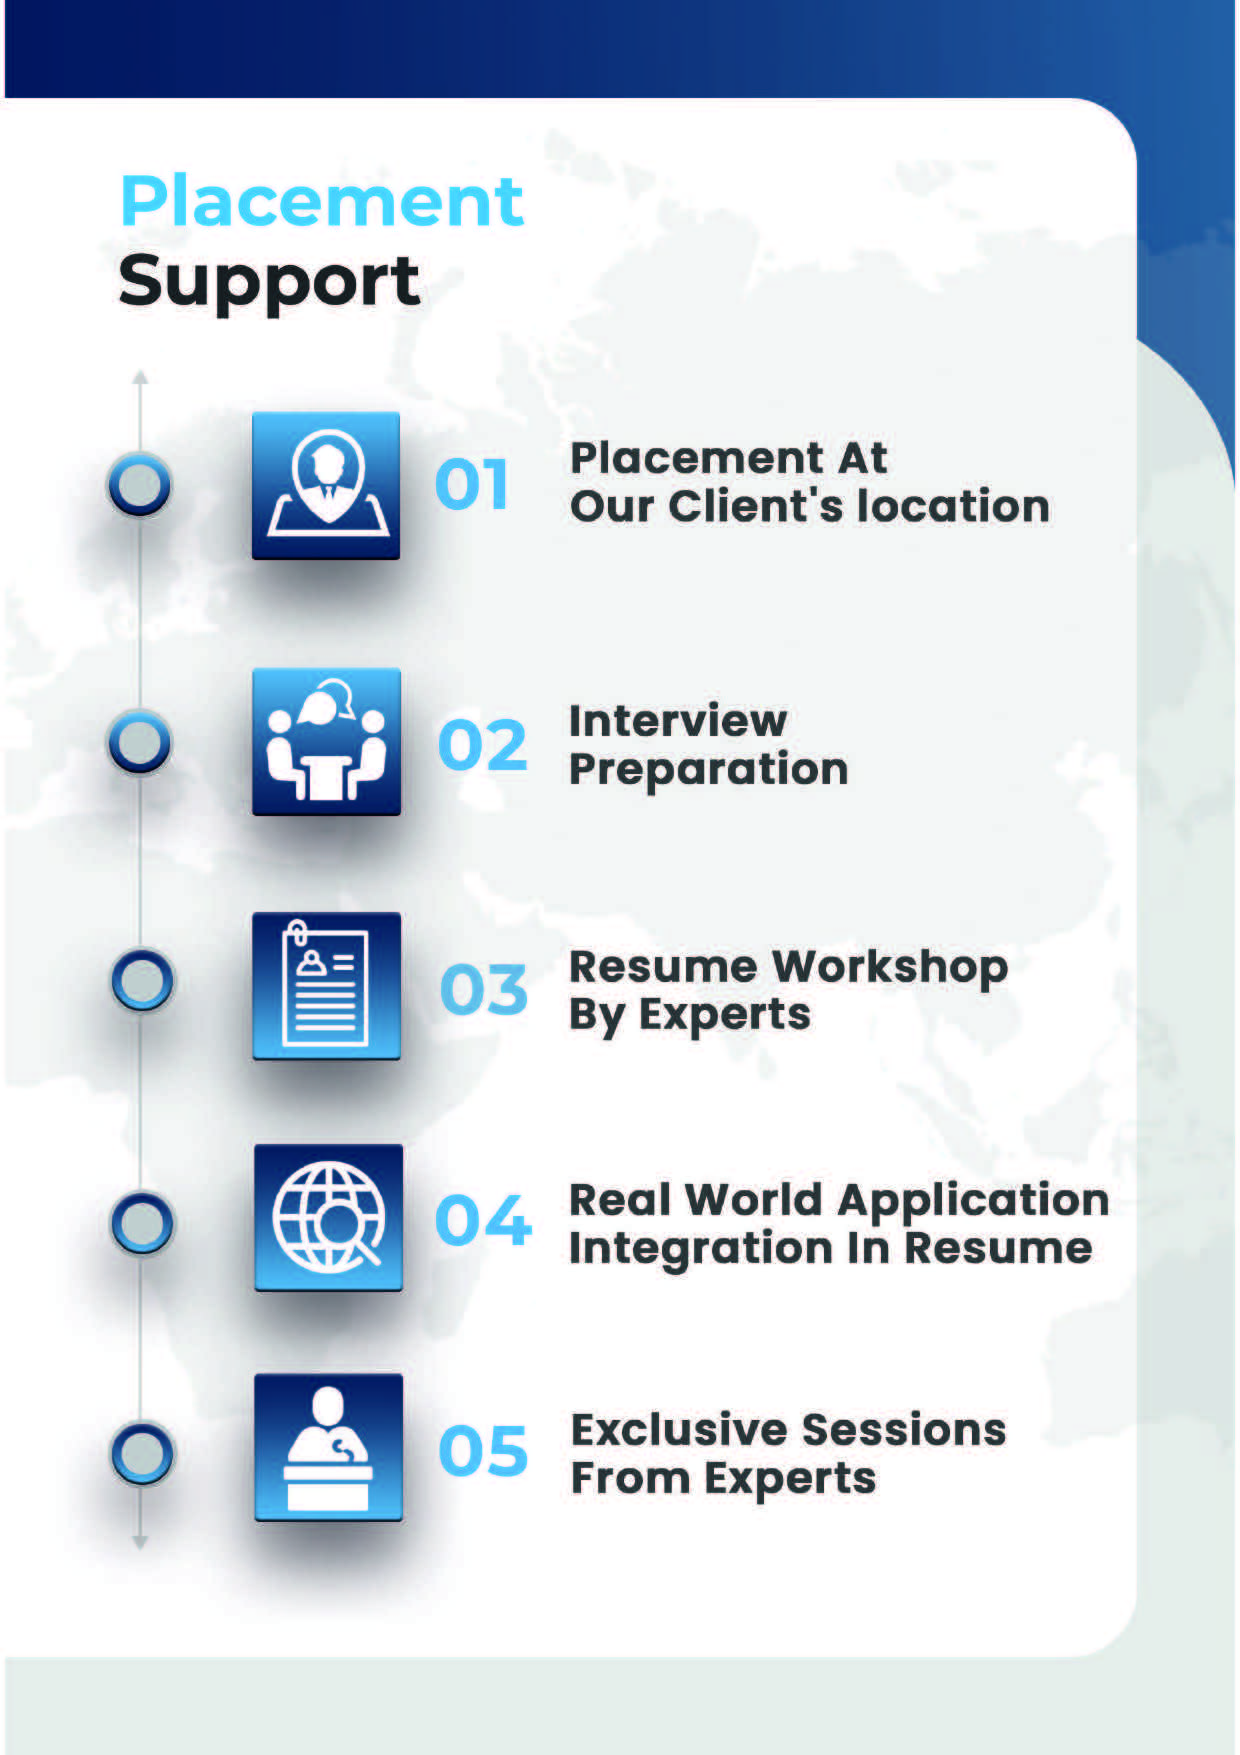 Placement
Support
01
Placement At
Our Client's location
02
Interview
Preparation
03
Resume Workshop
By Experts
04
Real World Application
Integration In Resume
05
Exclusive Sessions
From Experts